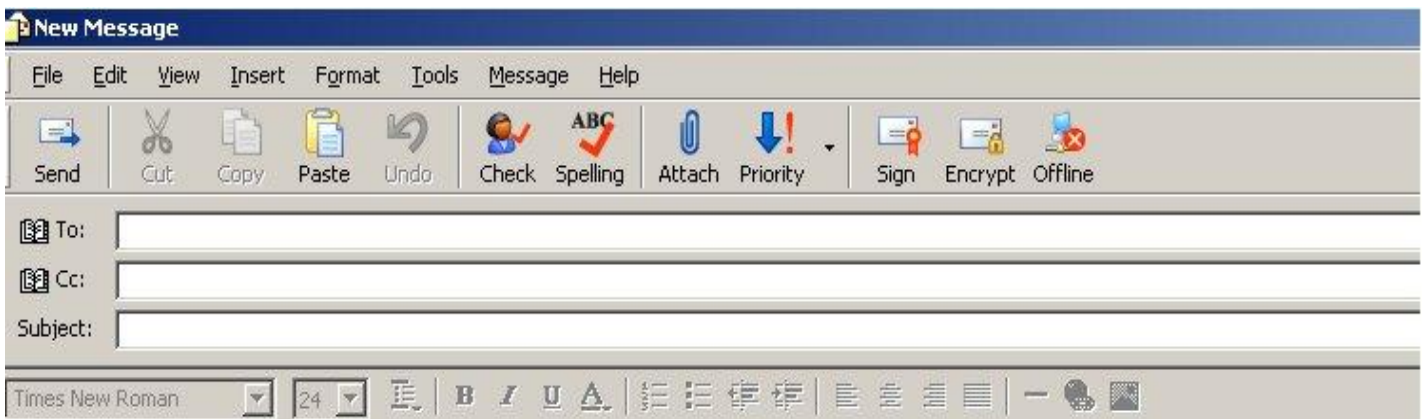 New Message
File Edit View Insert Format Tools Message Help
ABC
Send Cut Copy Paste Undo Check Spelling Attach Priority Sign Encrypt Offline
To:
Cc:
Subject:
Times New Roman 24 B I U A